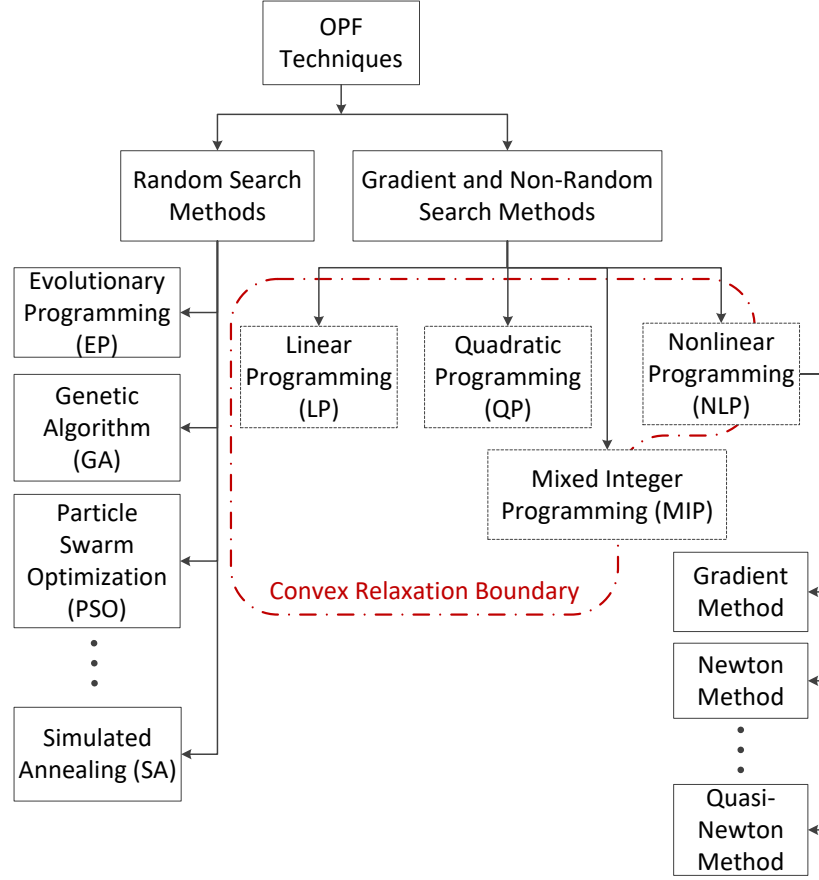 OPF
Techniques
Random Search
Methods
Gradient and Non-Random
Search Methods
Evolutionary
Programming
(EP)
Genetic
Algorithm
(GA)
Particle
Swarm
Optimization
(PSO)
Simulated
Annealing (SA)
Linear
Programming
(LP)
Quadratic
Programming
(QP)
Nonlinear
Programming
(NLP)
Mixed Integer
Programming (MIP)
Convex Relaxation Boundary
Gradient
Method
Newton
Method
Quasi-
Newton
Method